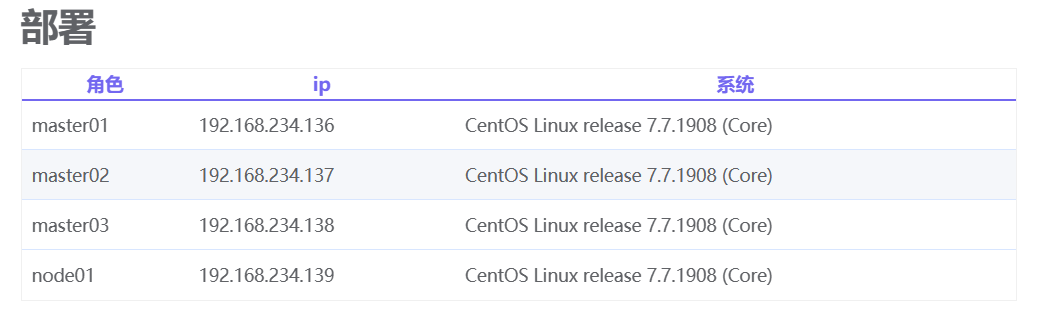 部署
角色 ip 系统
master01 192.168.234.136 CentOS Linux release 7.7.1908 (Core)
master02 192.168.234.137 CentOS Linux release 7.7.1908 (Core)
master03 192.168.234.138 CentOS Linux release 7.7.1908 (Core)
node01 192.168.234.139 CentOS Linux release 7.7.1908 (Core)